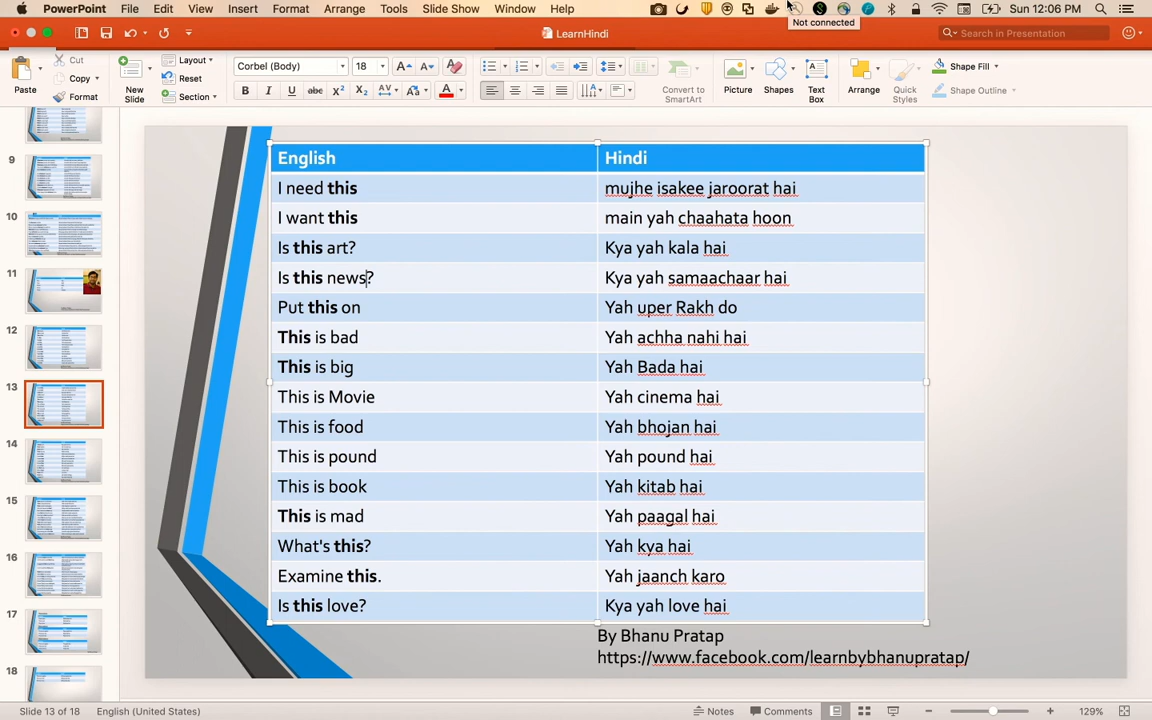 PowerPoint File Edit View Insert Format Arrange Tools Slide Show Window Help Sun 12:06 PM
Not connected
LearnHindi
Search in Presentation
Paste
Cut
Copy
Format
New Slide
Layout
Reset
Section
Corbel (Body) 18
Convert to SmartArt
Picture
Shapes
Text Box
Arrange
Quick Styles
Shape Fill
Shape Outline
9
10
11
12
13
14
15
16
17
18
English Hindi
I need this mujhe isakee jaroorat hai
I want this main yah chaahata hoon
Is this art? Kya yah kala hai
Is this news? Kya yah samaachaar hai
Put this on Yah uper Rakh do
This is bad Yah achha nahi hai
This is big Yah Bada hai
This is Movie Yah cinema hai
This is food Yah bhojan hai
This is pound Yah pound hai
This is book Yah kitab hai
This is mad Yah paagal hai
What's this? Yah kya hai
Examine this. Yah jaanch karo
Is this love? Kya yah love hai
By Bhanu Pratap
https://www.facebook.com/learnbybhanupratap/
Slide 13 of 18 English (United States) Notes Comments 129%